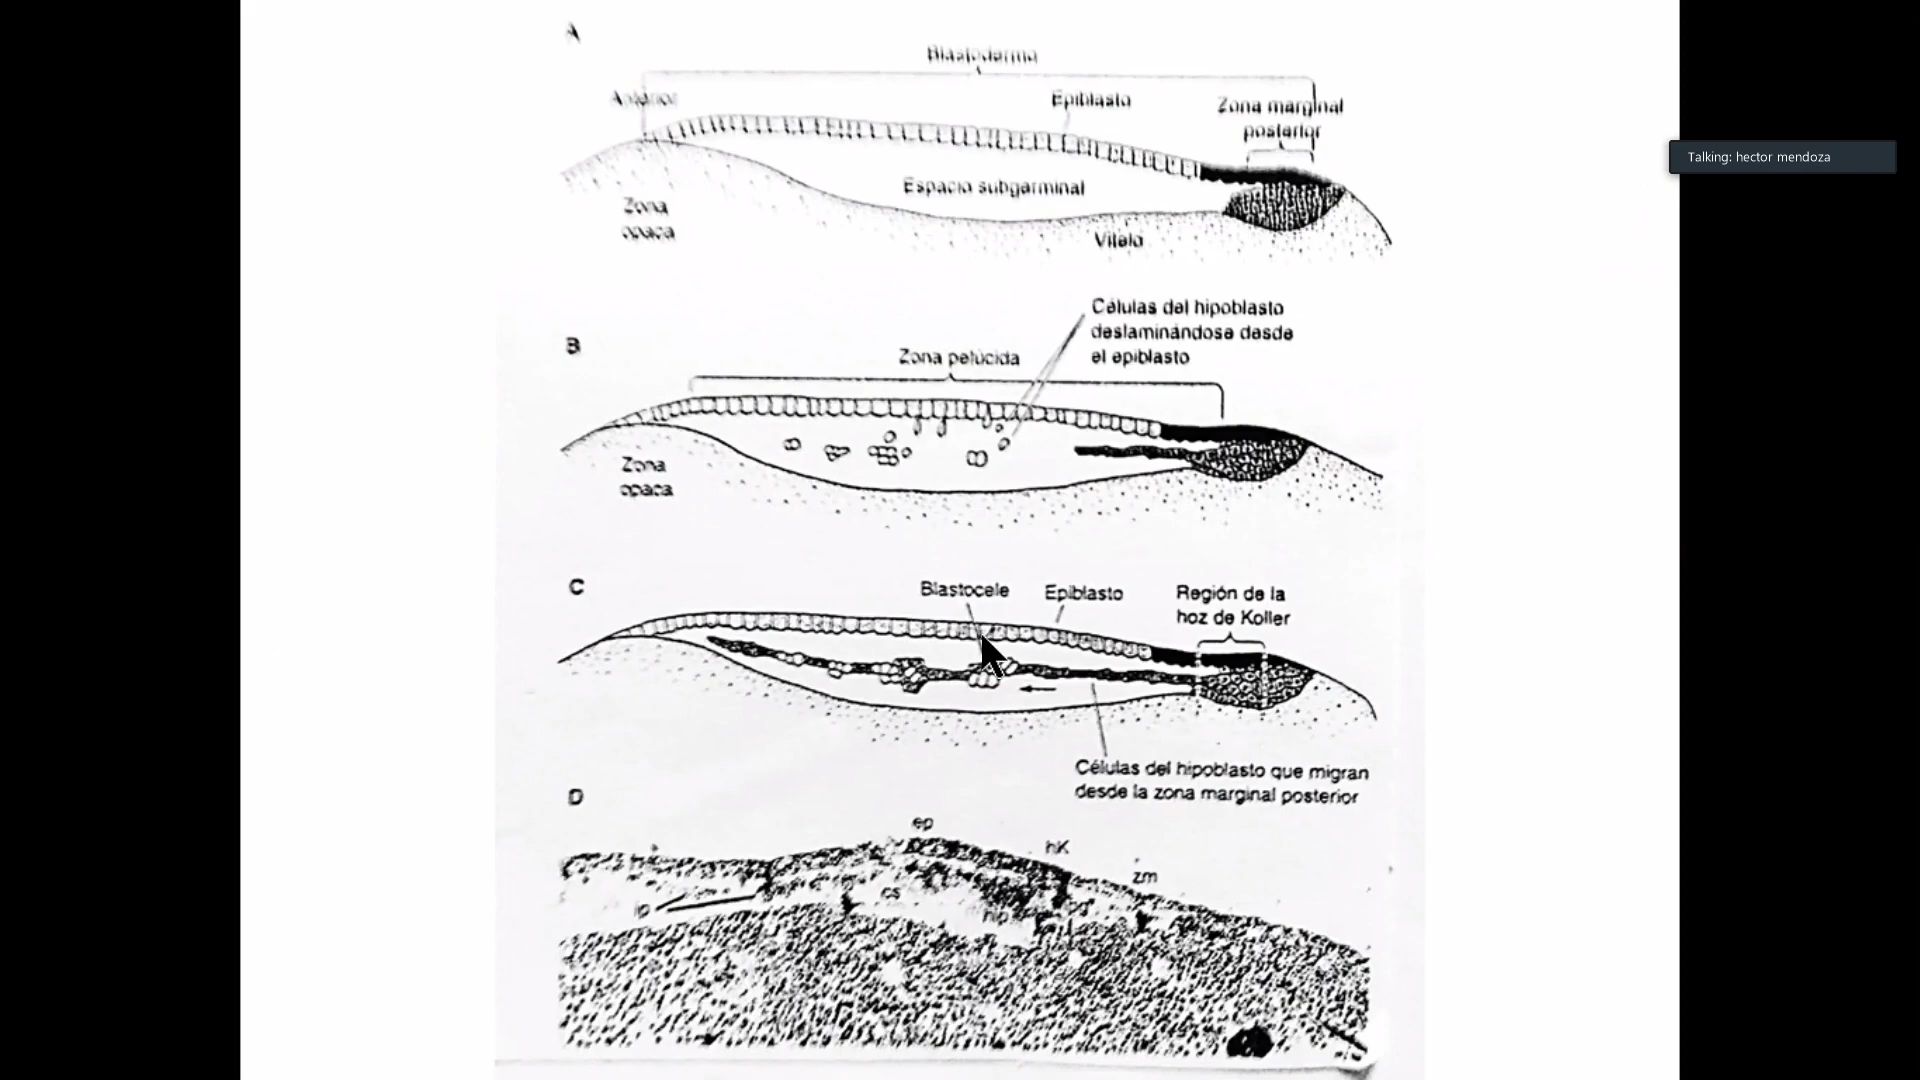 A
Blastodermo
Anterior
Epiblasto
Zona marginal
posterior
Espacio subgerminal
Zona
opaca
Vitelo
Talking: hector mendoza
B
Células del hipoblasto
deslaminándose desde
el epiblasto
Zona pelúcida
Zona
opaca
C
Blastocele
Epiblasto
Región de la
hoz de Koller
Células del hipoblasto que migran
desde la zona marginal posterior
D
ep
hK
zm
cs
hip